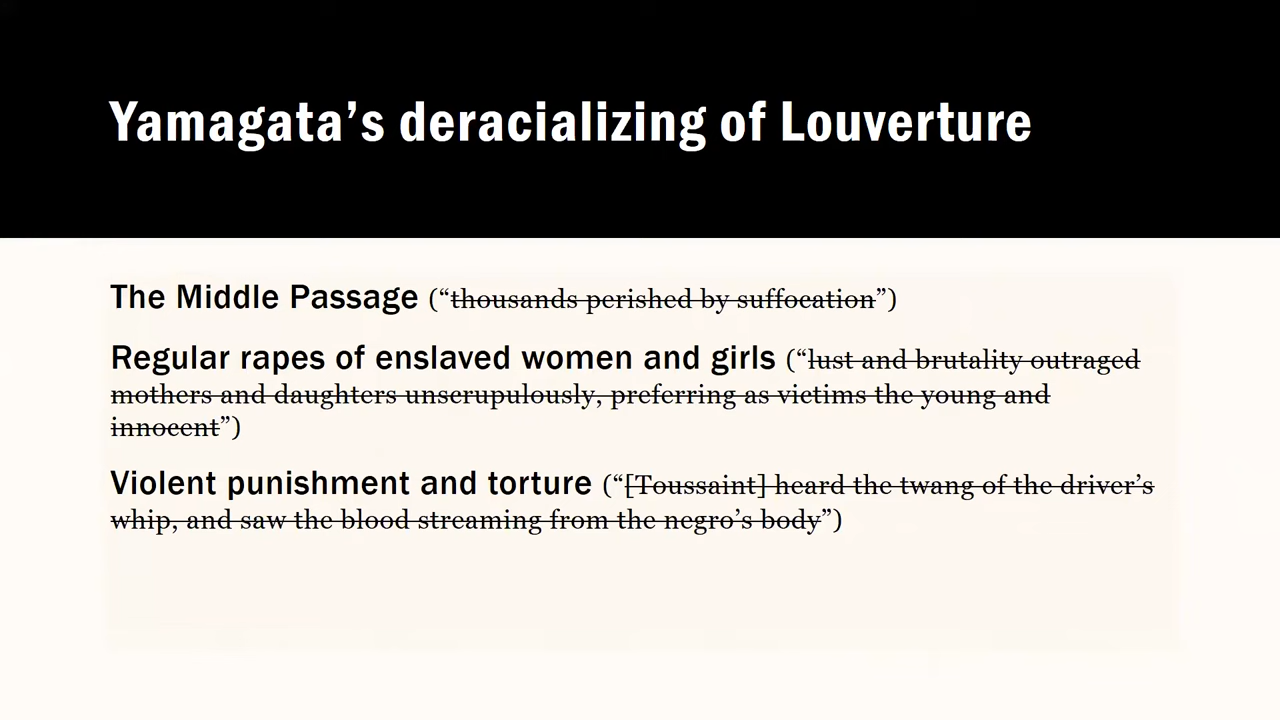 Yamagata’s deracializing of Louverture
The Middle Passage (“thousands perished by suffocation”)
Regular rapes of enslaved women and girls (“lust and brutality outraged
mothers and daughters unscrupulously, preferring as victims the young and
innocent”)
Violent punishment and torture (“[Toussaint] heard the twang of the driver’s
whip, and saw the blood streaming from the negro’s body”)